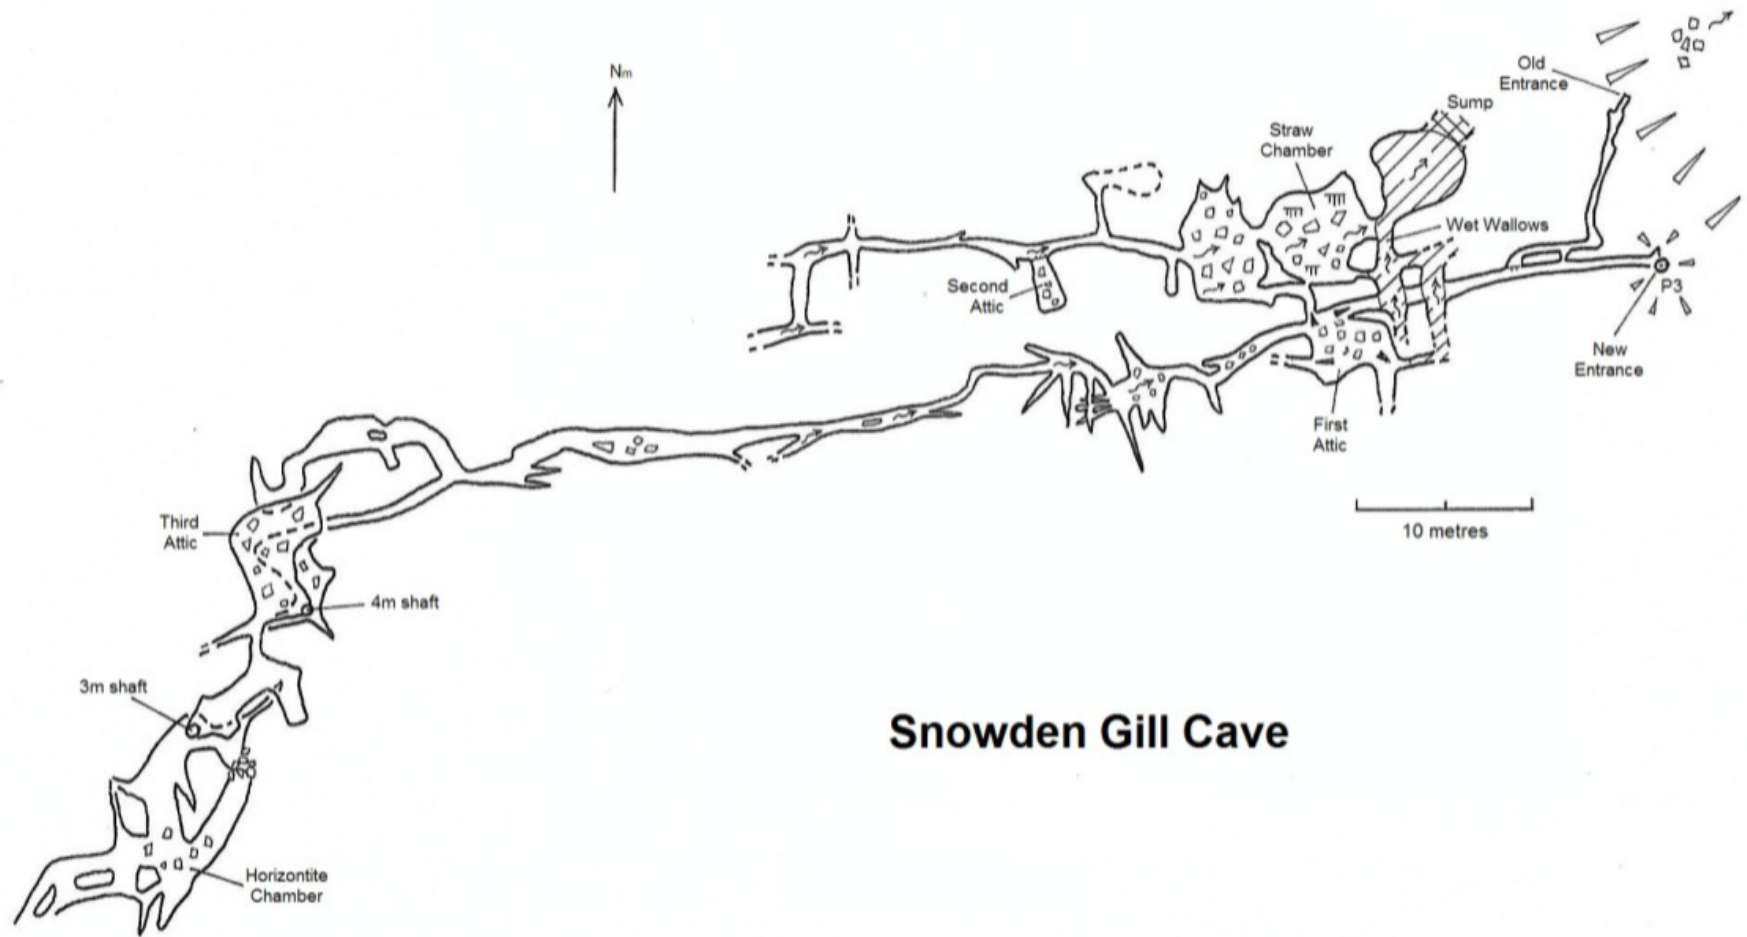 Nm
Old
Entrance
Sump
Straw
Chamber
Wet Wallows
Second
Attic
P3
New
Entrance
First
Attic
10 metres
Third
Attic
4m shaft
3m shaft
Snowden Gill Cave
Horizontite
Chamber